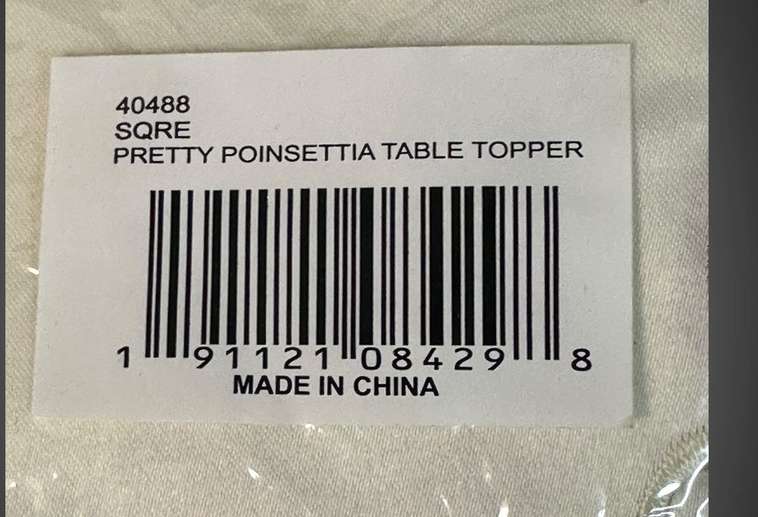 40488
SQRE
PRETTY POINSETTIA TABLE TOPPER
1 91121 08429 8
MADE IN CHINA